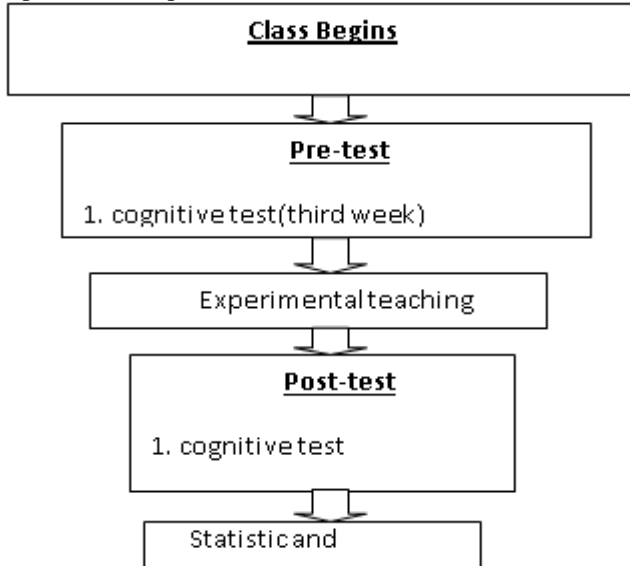 Class Begins
Pre-test
1. cognitive test(third week)
Experimental teaching
Post-test
1. cognitive test
Statistic and